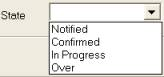 State
Notified
Confirmed
In Progress
Over